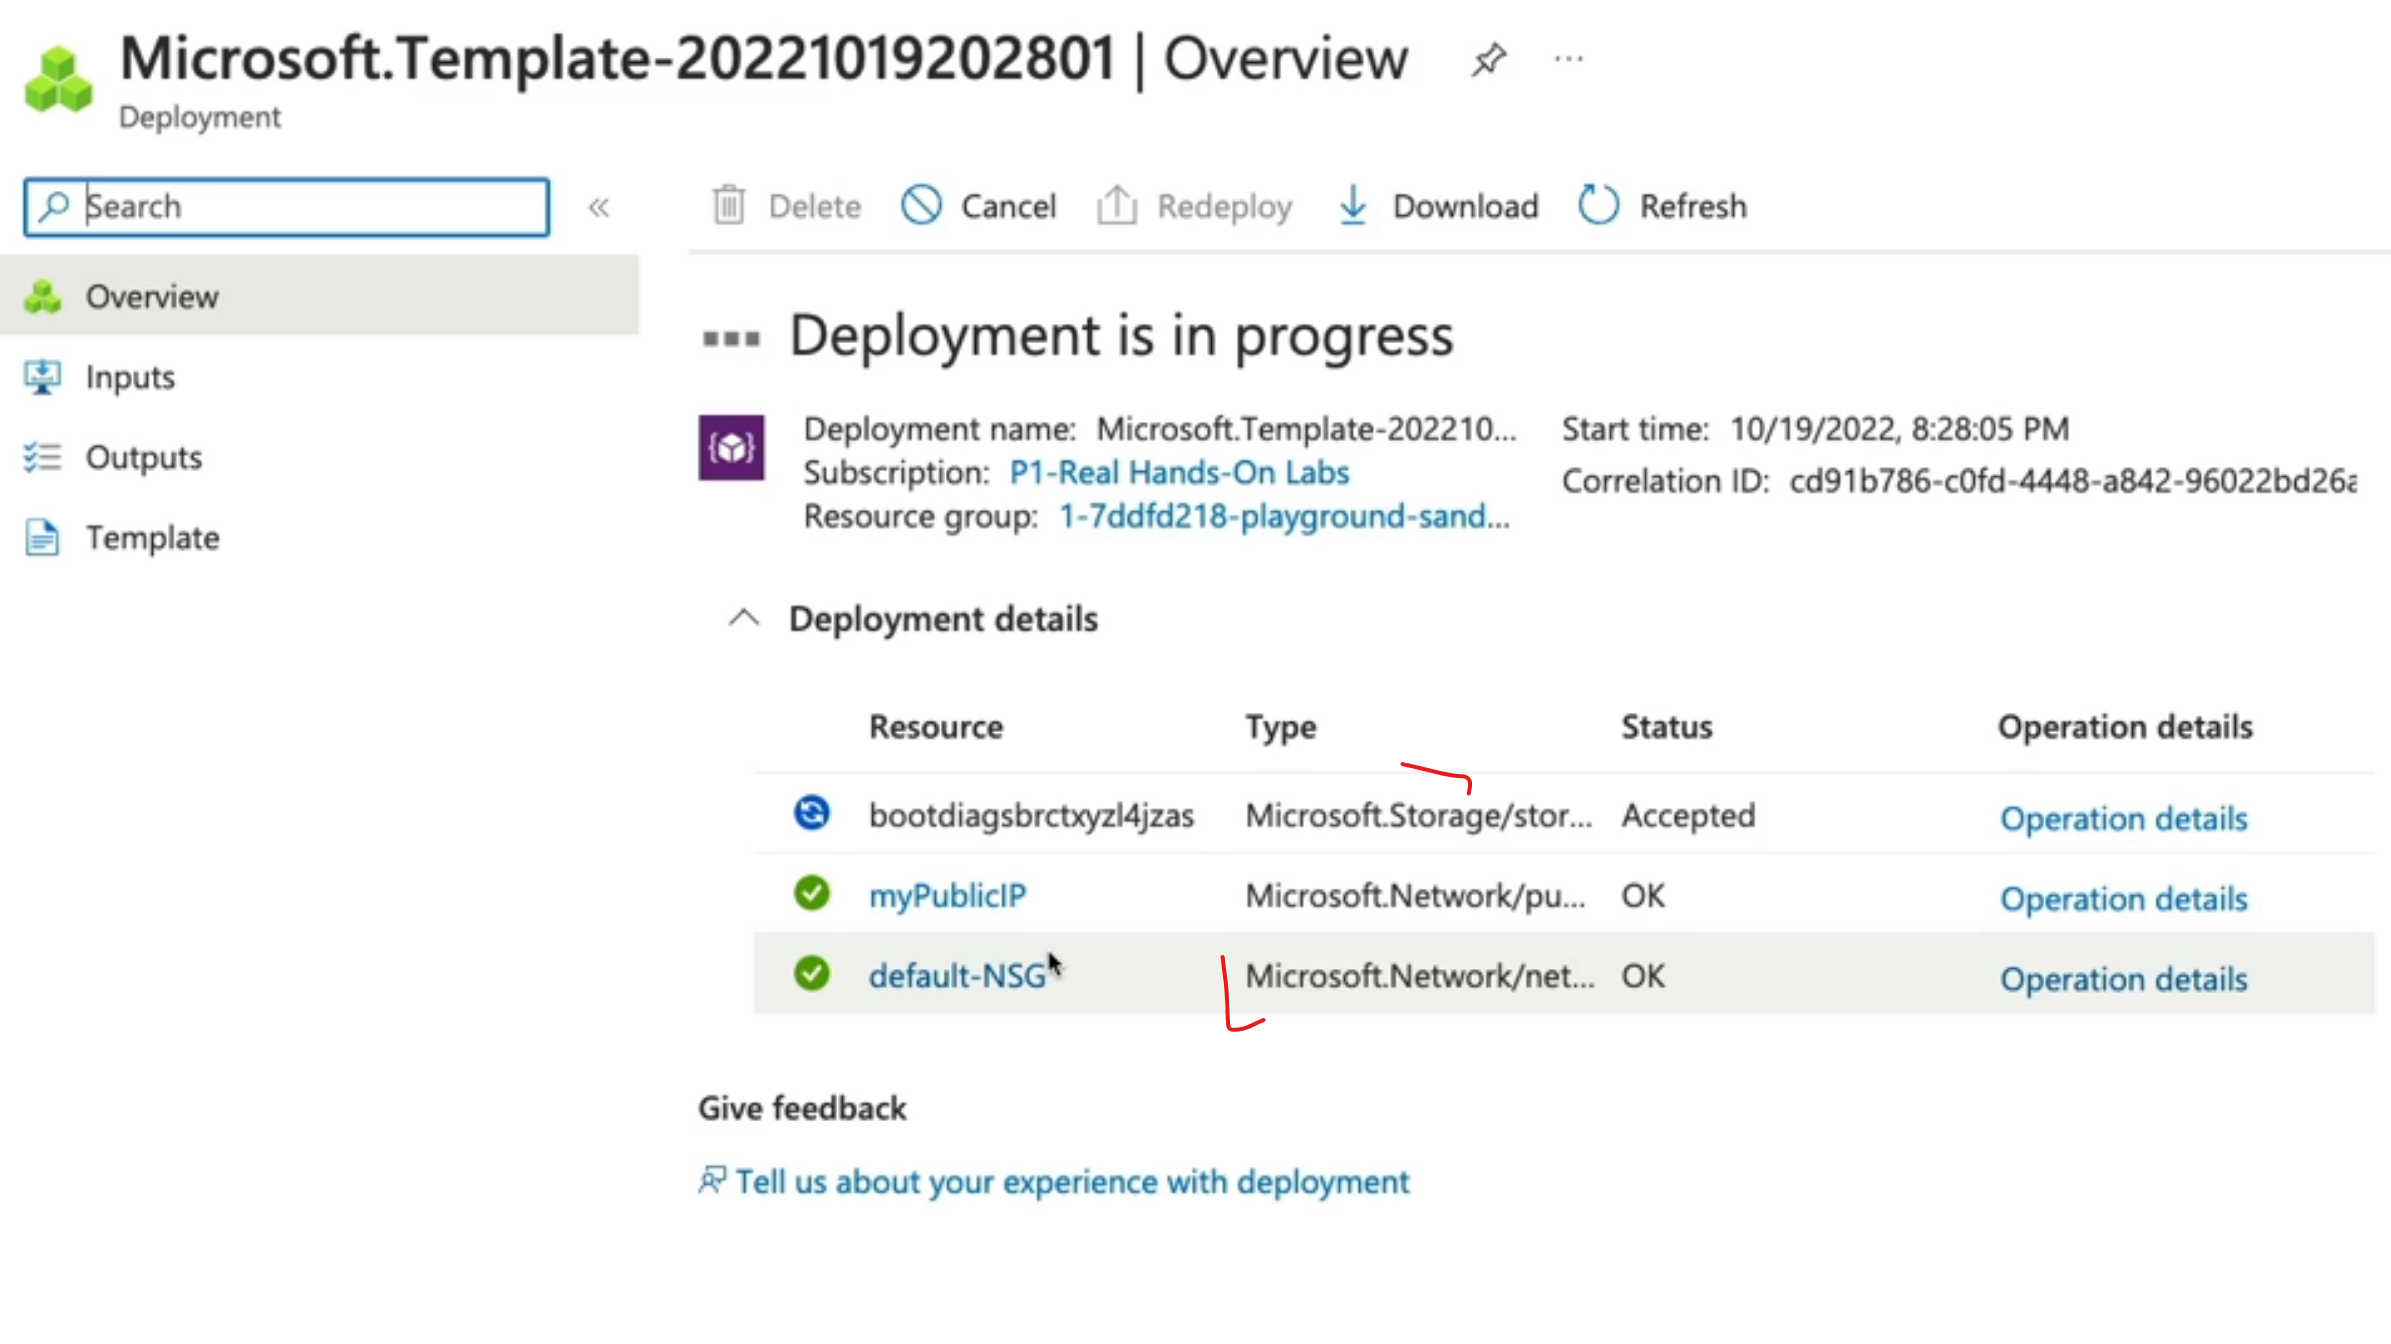 Microsoft.Template-20221019202801 | Overview
Deployment
Search
Delete Cancel Redeploy Download Refresh
Overview
Inputs
Outputs
Template
Deployment is in progress
Deployment name: Microsoft.Template-202210...
Subscription: P1-Real Hands-On Labs
Resource group: 1-7ddfd218-playground-sand...
Start time: 10/19/2022, 8:28:05 PM
Correlation ID: cd91b786-c0fd-4448-a842-96022bd26a
Deployment details
Resource Type Status Operation details
bootdiagsbrctxyzl4jzas Microsoft.Storage/stor... Accepted Operation details
myPublicIP Microsoft.Network/pu... OK Operation details
default-NSG Microsoft.Network/net... OK Operation details
Give feedback
Tell us about your experience with deployment